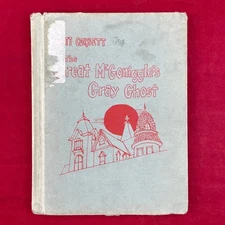 CORBETT
the
Great McGoniggle's
Gray Ghost